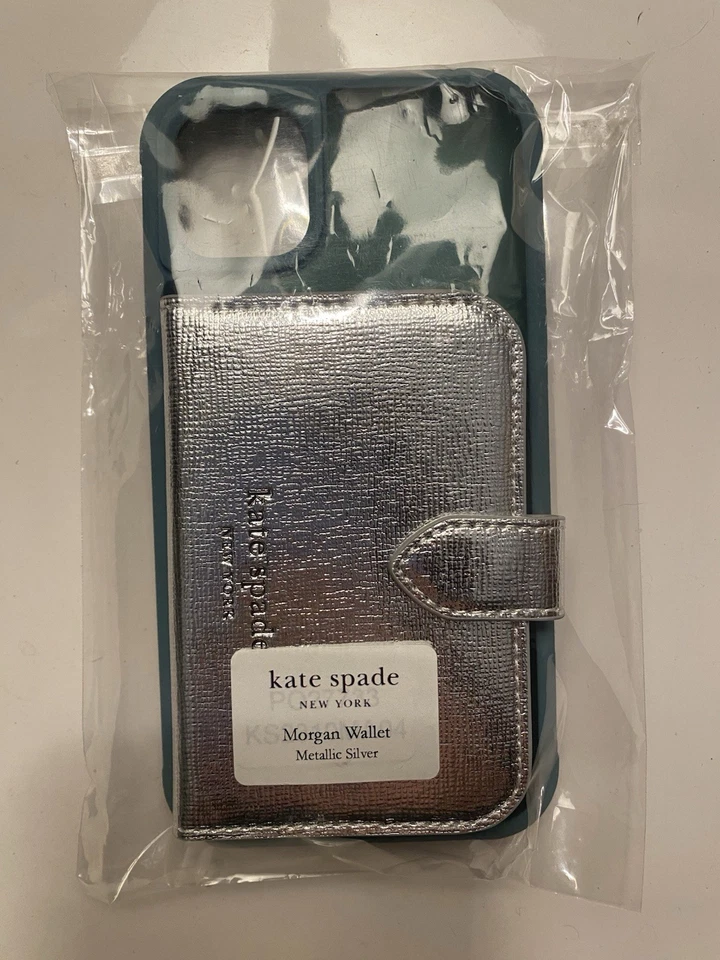 kate spade
NEW YORK
kate spade
NEW YORK
Morgan Wallet
Metallic Silver